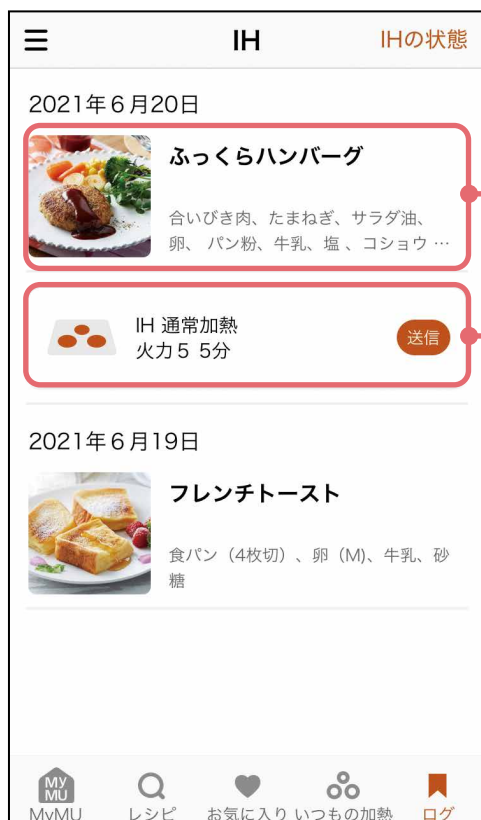 IH
IHの状態
2021年6月20日
ふっくらハンバーグ
合いびき肉、たまねぎ、サラダ油、
卵、 パン粉、牛乳、塩 、コショウ …
IH 通常加熱
火力5 5分
送信
2021年6月19日
フレンチトースト
食パン（4枚切）、卵（M)、牛乳、砂
糖
MY
MU
MyMU
レシピ
お気に入り
いつもの加熱
ログ